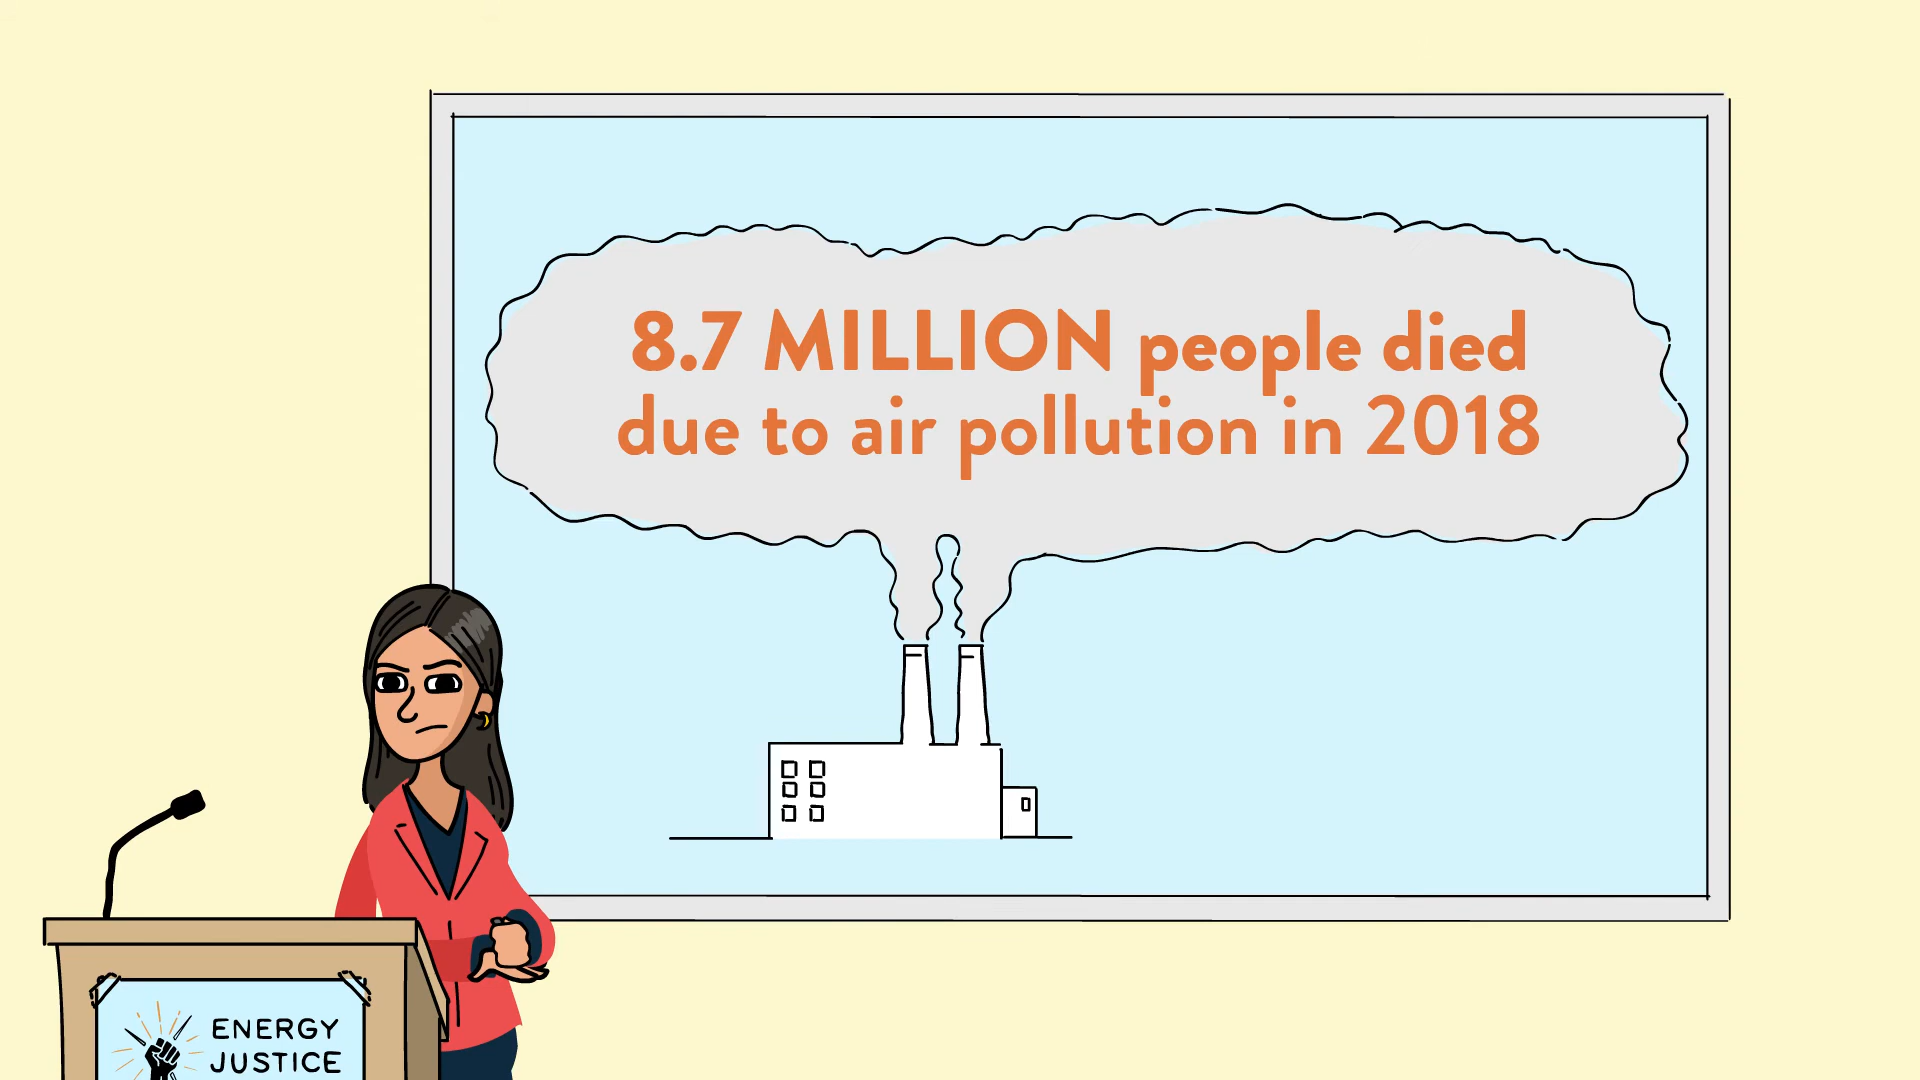 8.7 MILLION people died
due to air pollution in 2018
ENERGY
JUSTICE